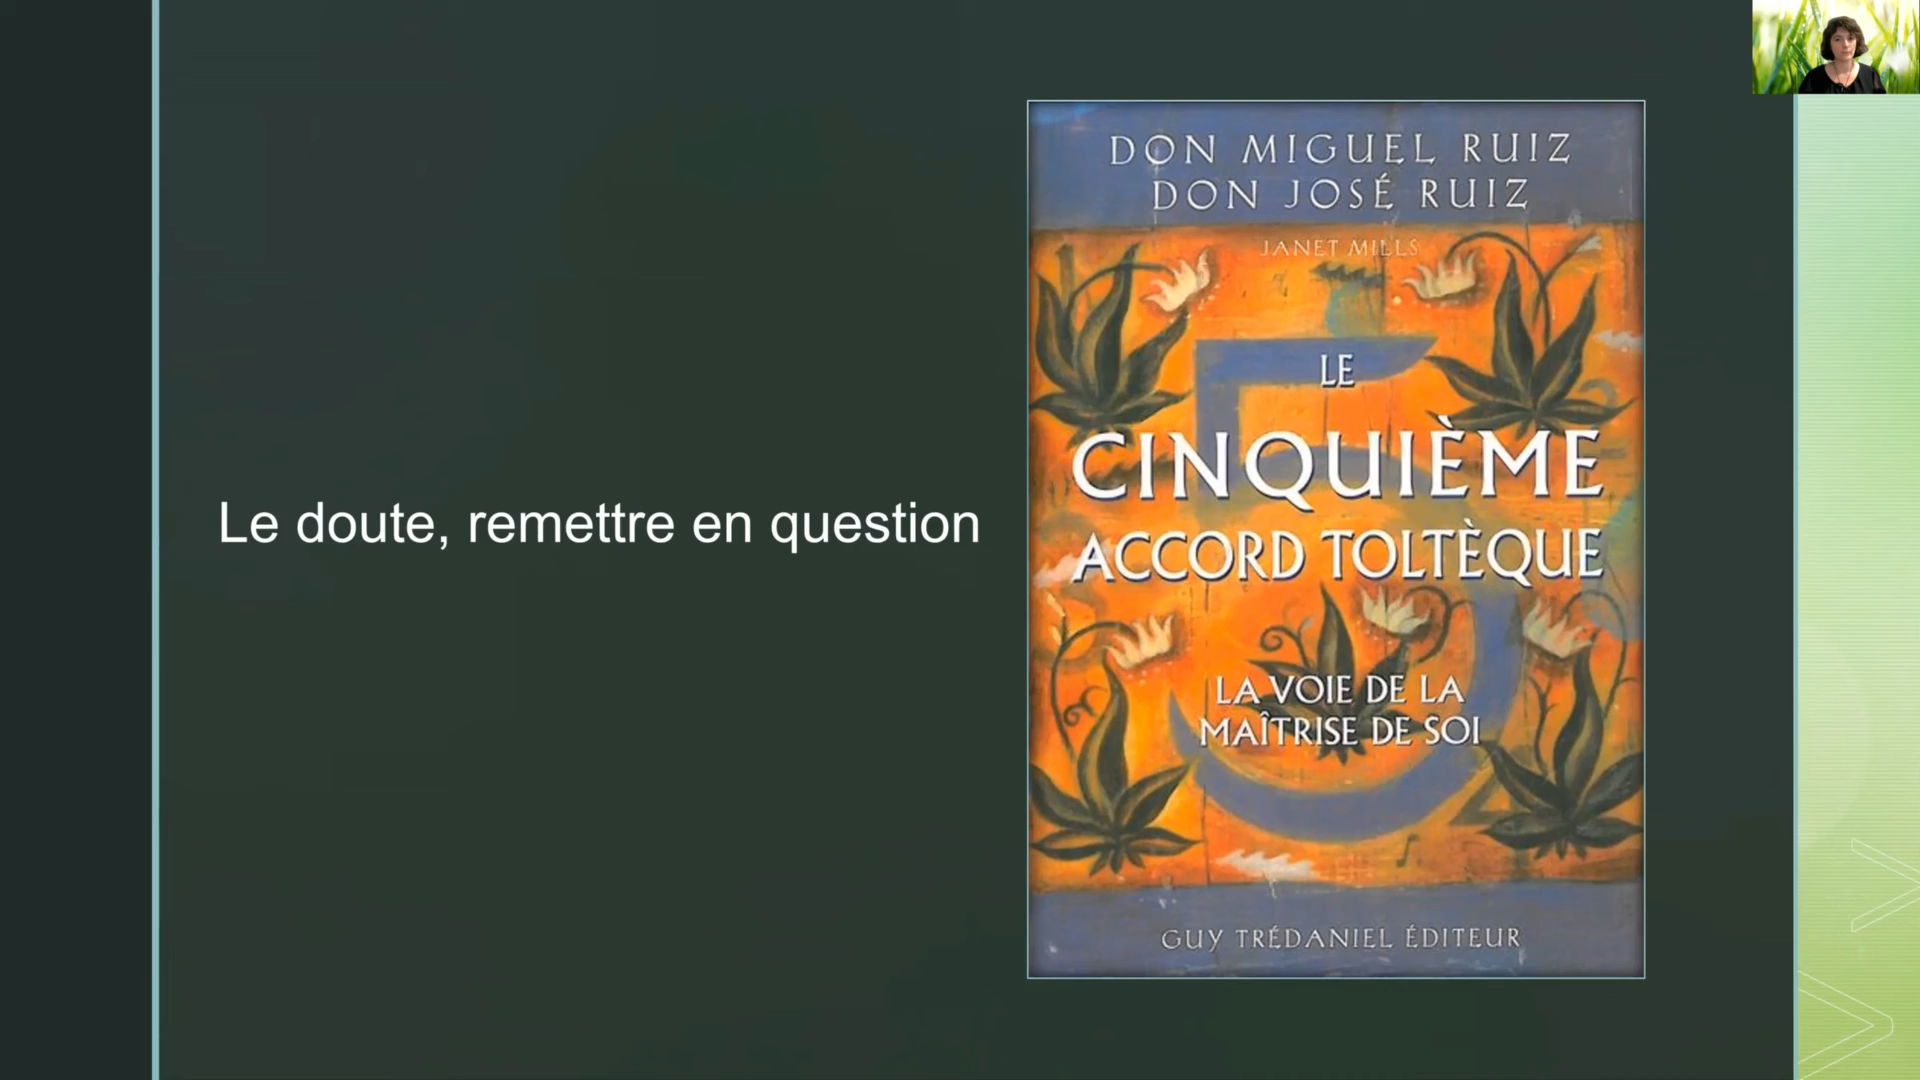 Le doute, remettre en question
DON MIGUEL RUIZ
DON JOSÉ RUIZ
JANET MILLS
LE
CINQUIÈME
ACCORD TOLTÈQUE
LA VOIE DE LA
MAÎTRISE DE SOI
GUY TRÉDANIEL ÉDITEUR